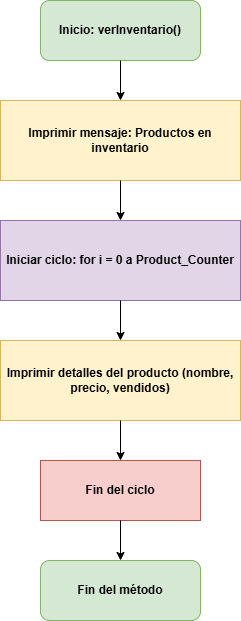 Inicio: verInventario()
Imprimir mensaje: Productos en
inventario
Iniciar ciclo: for i = 0 a Product_Counter
Imprimir detalles del producto (nombre,
precio, vendidos)
Fin del ciclo
Fin del método